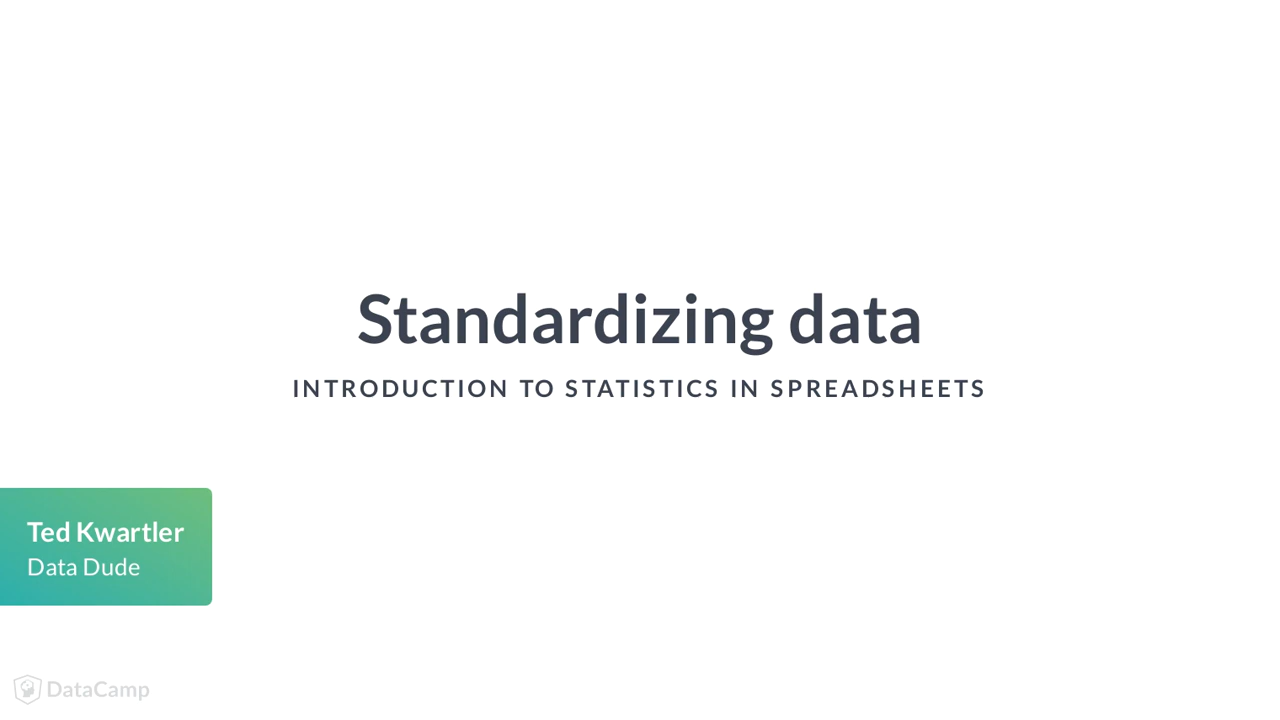 Standardizing data
INTRODUCTION TO STATISTICS IN SPREADSHEETS
Ted Kwartler
Data Dude
DataCamp